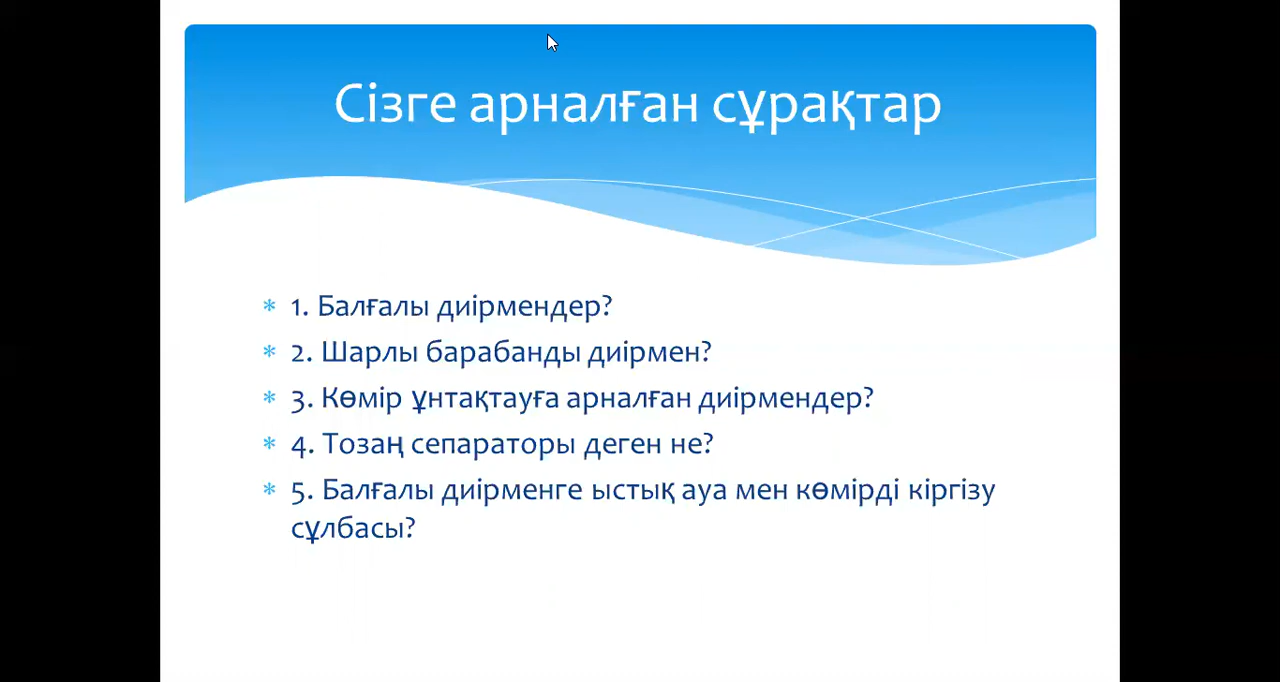 Сізге арналған сұрақтар
* 1. Балғалы диірмендер?
* 2. Шарлы барабанды диірмен?
* 3. Көмір ұнтақтауға арналған диірмендер?
* 4. Тозаң сепараторы деген не?
* 5. Балғалы диірменге ыстық ауа мен көмірді кіргізу
сұлбасы?